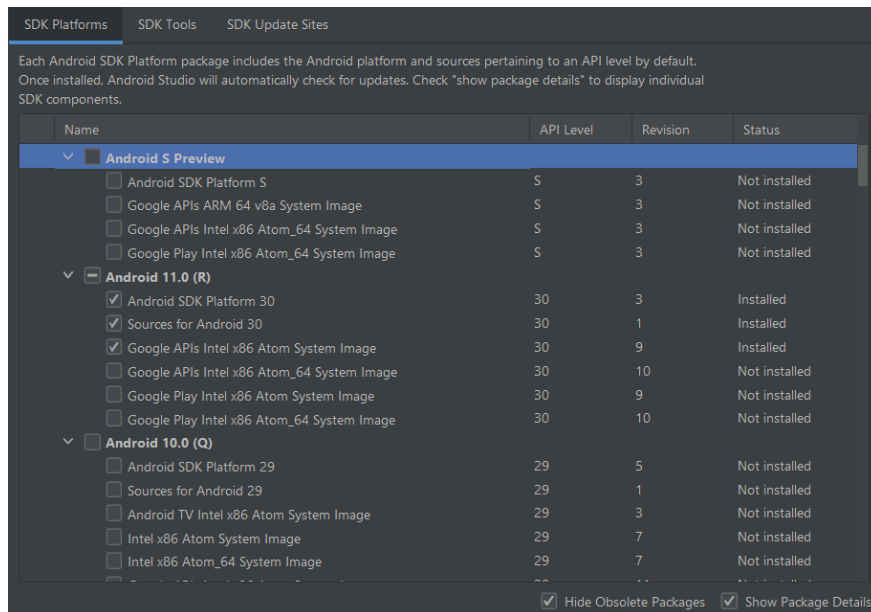 SDK Platforms SDK Tools SDK Update Sites
Each Android SDK Platform package includes the Android platform and sources pertaining to an API level by default.
Once installed, Android Studio will automatically check for updates. Check "show package details" to display individual
SDK components.
Name API Level Revision Status
Android S Preview
Android SDK Platform S S 3 Not installed
Google APIs ARM 64 v8a System Image S 3 Not installed
Google APIs Intel x86 Atom_64 System Image S 3 Not installed
Google Play Intel x86 Atom_64 System Image S 3 Not installed
Android 11.0 (R)
Android SDK Platform 30 30 3 Installed
Sources for Android 30 30 1 Installed
Google APIs Intel x86 Atom System Image 30 9 Installed
Google APIs Intel x86 Atom_64 System Image 30 10 Not installed
Google Play Intel x86 Atom System Image 30 9 Not installed
Google Play Intel x86 Atom_64 System Image 30 10 Not installed
Android 10.0 (Q)
Android SDK Platform 29 29 5 Not installed
Sources for Android 29 29 1 Not installed
Android TV Intel x86 Atom System Image 29 3 Not installed
Intel x86 Atom System Image 29 7 Not installed
Intel x86 Atom_64 System Image 29 7 Not installed
Hide Obsolete Packages Show Package Details